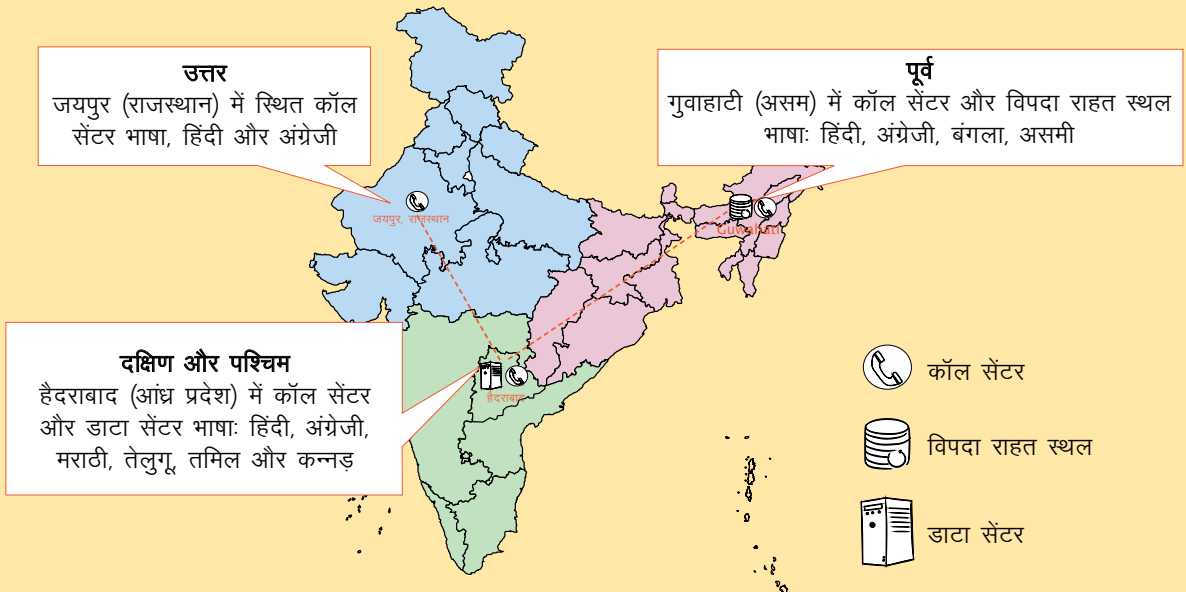 उत्तर
जयपुर (राजस्थान) में स्थित कॉल
सेंटर भाषा, हिंदी और अंग्रेजी
पूर्व
गुवाहाटी (असम) में कॉल सेंटर और विपदा राहत स्थल
भाषाः हिंदी, अंग्रेजी, बंगला, असमी
जयपुर, राजस्थान
Guwahati
दक्षिण और पश्चिम
हैदराबाद (आंध्र प्रदेश) में कॉल सेंटर
और डाटा सेंटर भाषाः हिंदी, अंग्रेजी,
मराठी, तेलुगू, तमिल और कन्नड़
हैदराबाद
कॉल सेंटर
विपदा राहत स्थल
डाटा सेंटर